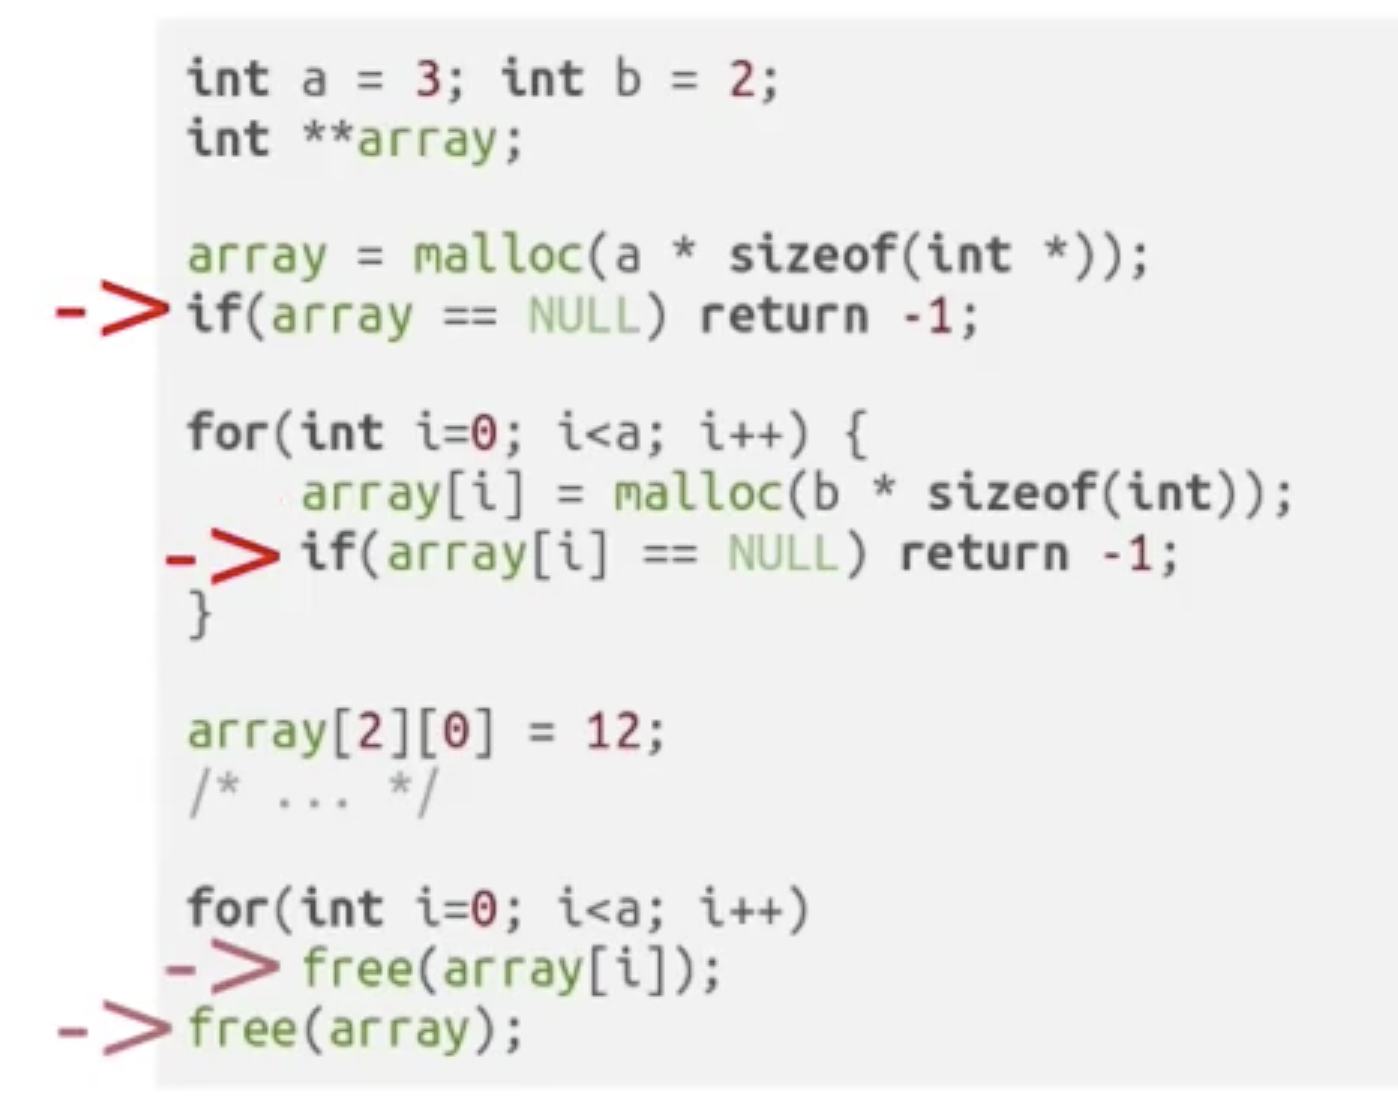 int a = 3; int b = 2;
int **array;
array = malloc(a * sizeof(int *));
-> if(array == NULL) return -1;
for(int i=0; i<a; i++) {
array[i] = malloc(b * sizeof(int));
-> if(array[i] == NULL) return -1;
}
array[2][0] = 12;
/* ... */
for(int i=0; i<a; i++)
-> free(array[i]);
-> free(array);